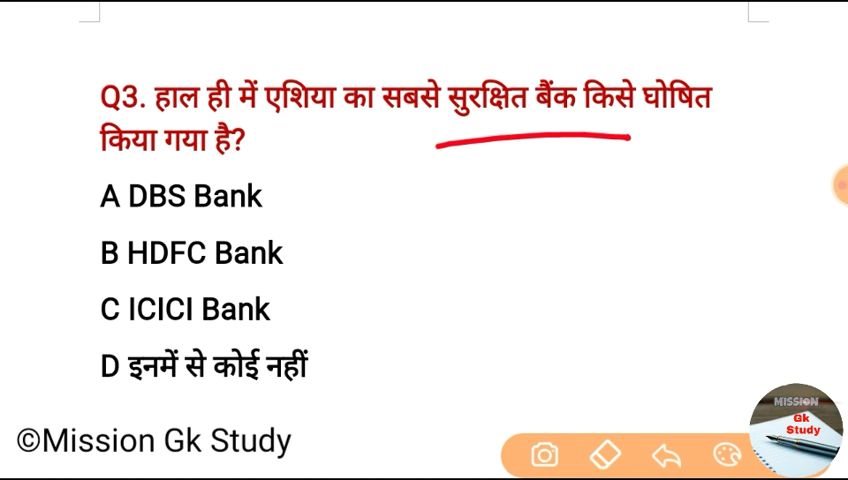 Q3. हाल ही में एशिया का सबसे सुरक्षित बैंक किसे घोषित
किया गया है?
A DBS Bank
B HDFC Bank
C ICICI Bank
D इनमें से कोई नहीं
©Mission Gk Study
MISSION
Gk
Study